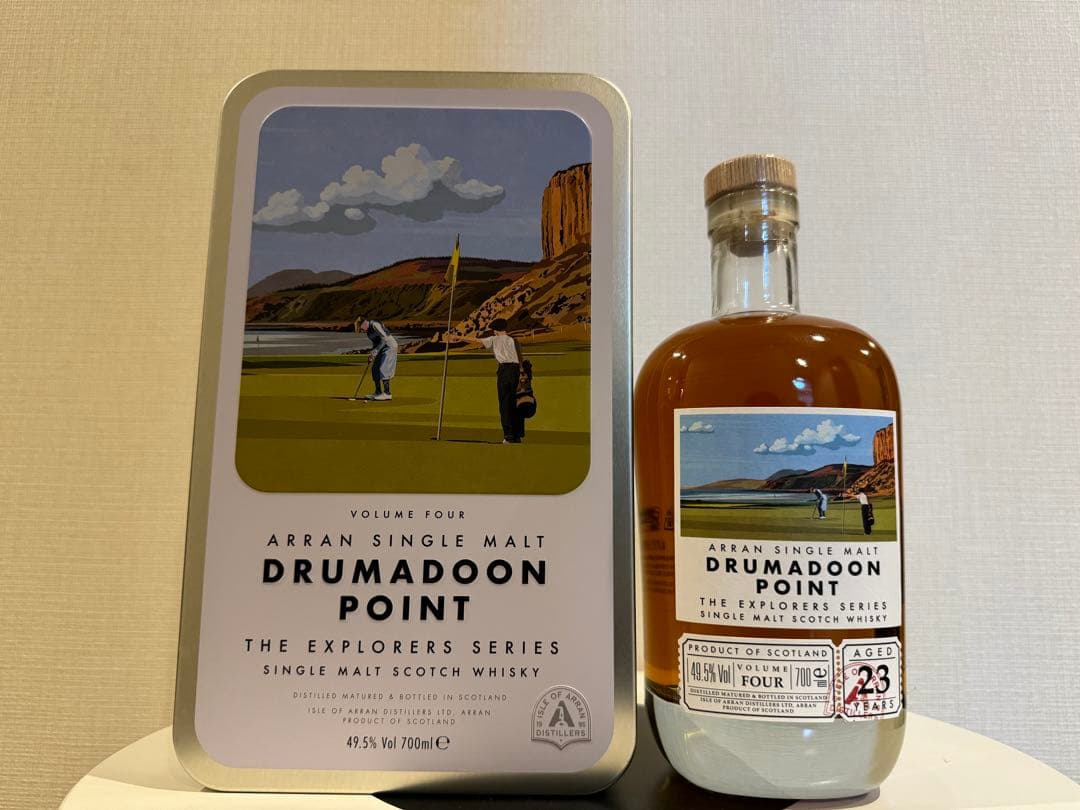 VOLUME FOUR
ARRAN SINGLE MALT
DRUMADOON
POINT
THE EXPLORERS SERIES
SINGLE MALT SCOTCH WHISKY
DISTILLED MATURED & BOTTLED IN SCOTLAND
ISLE OF ARRAN DISTILLERS LTD, ARRAN
PRODUCT OF SCOTLAND
49.5% Vol 700ml ℮
ISLE OF ARRAN
19 95
DISTILLERS
ARRAN SINGLE MALT
DRUMADOON
POINT
THE EXPLORERS SERIES
SINGLE MALT SCOTCH WHISKY
PRODUCT OF SCOTLAND
49.5% Vol
VOLUME
FOUR
700 ml ℮
DISTILLED MATURED & BOTTLED IN SCOTLAND
ISLE OF ARRAN DISTILLERS LTD, ARRAN
PRODUCT OF SCOTLAND
AGED
23
YEARS